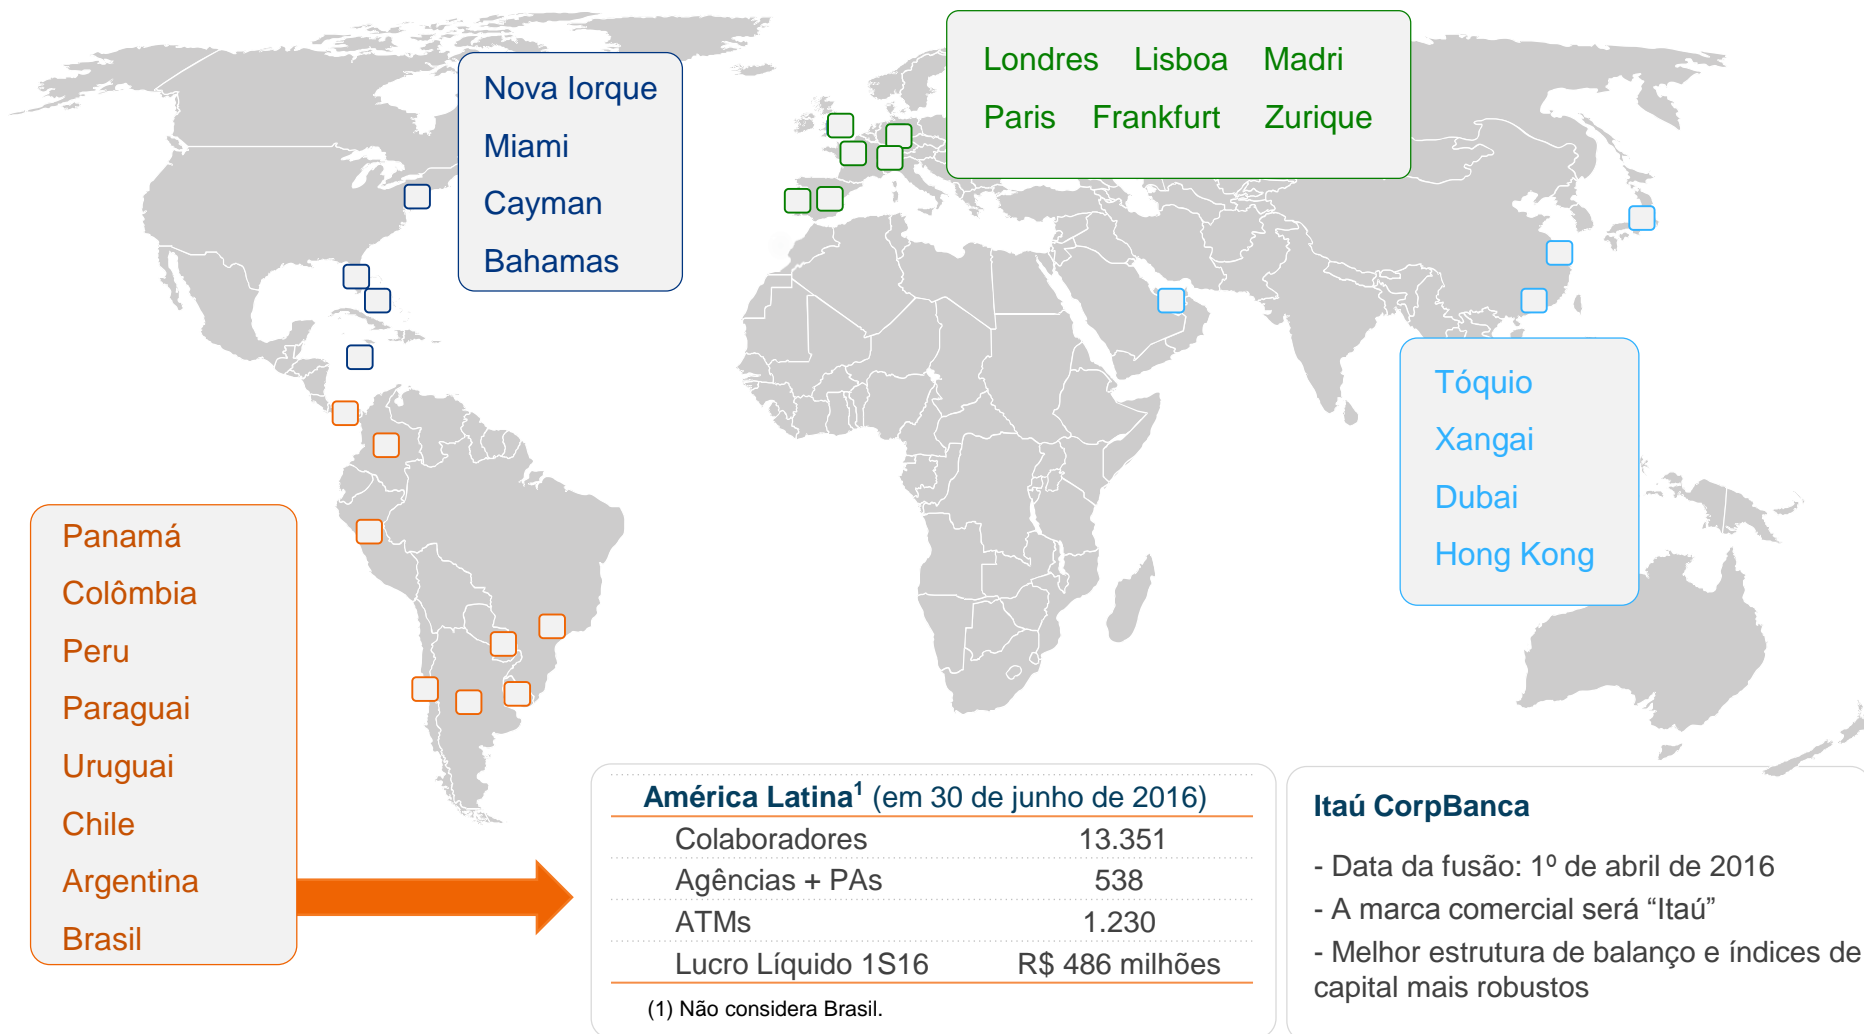 Nova Iorque
Miami
Cayman
Bahamas
Londres Lisboa Madri
Paris Frankfurt Zurique
Tóquio
Xangai
Dubai
Hong Kong
Panamá
Colômbia
Peru
Paraguai
Uruguai
Chile
Argentina
Brasil
América Latina¹ (em 30 de junho de 2016)
Colaboradores 13.351
Agências + PAs 538
ATMs 1.230
Lucro Líquido 1S16 R$ 486 milhões
(1) Não considera Brasil.
Itaú CorpBanca
- Data da fusão: 1º de abril de 2016
- A marca comercial será “Itaú”
- Melhor estrutura de balanço e índices de
capital mais robustos